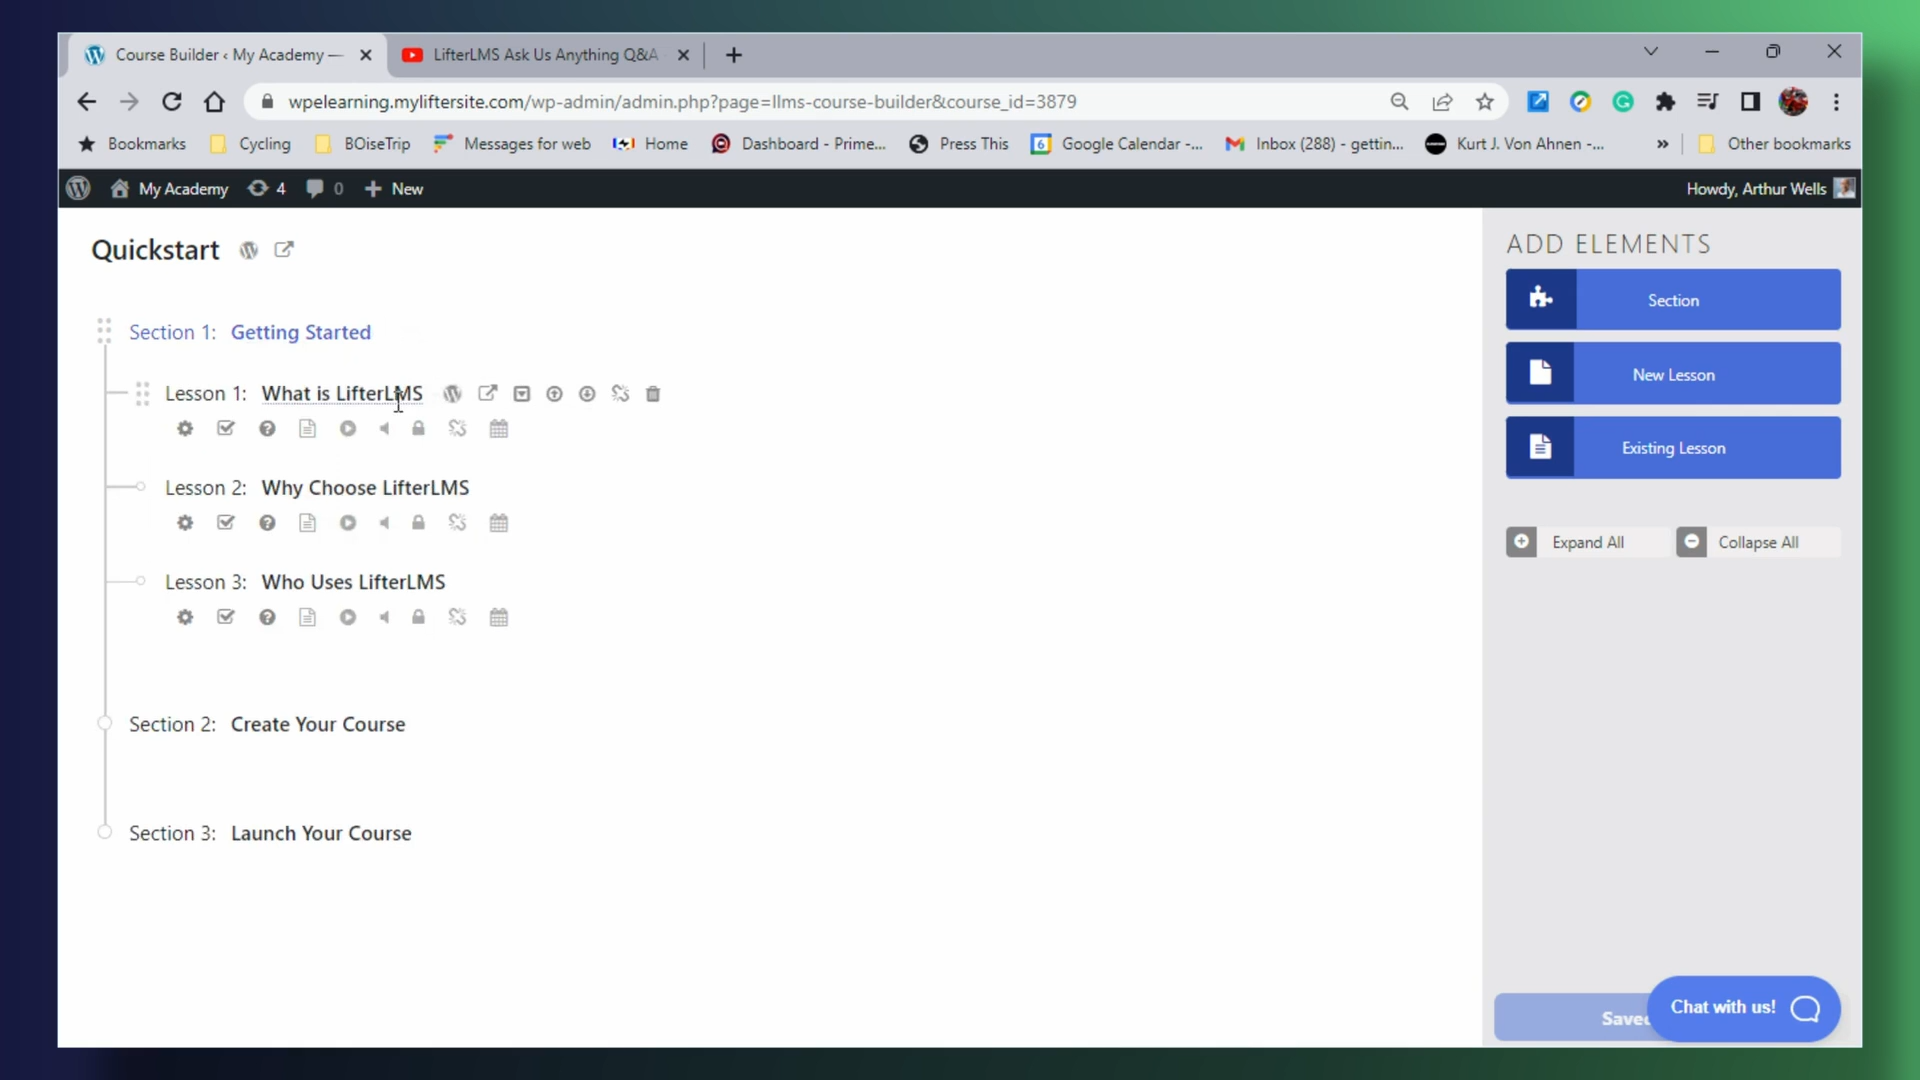 Course Builder ‹ My Academy —
LifterLMS Ask Us Anything Q&A
wpelearning.myliftersite.com/wp-admin/admin.php?page=llms-course-builder&course_id=3879
Bookmarks Cycling BOiseTrip Messages for web Home Dashboard - Prime... Press This 6 Google Calendar -... Inbox (288) - gettin... Kurt J. Von Ahnen -... » Other bookmarks
My Academy 4 0 New Howdy, Arthur Wells
Quickstart
Section 1: Getting Started
Lesson 1: What is LifterLMS
Lesson 2: Why Choose LifterLMS
Lesson 3: Who Uses LifterLMS
Section 2: Create Your Course
Section 3: Launch Your Course
ADD ELEMENTS
Section
New Lesson
Existing Lesson
Expand All Collapse All
Chat with us!